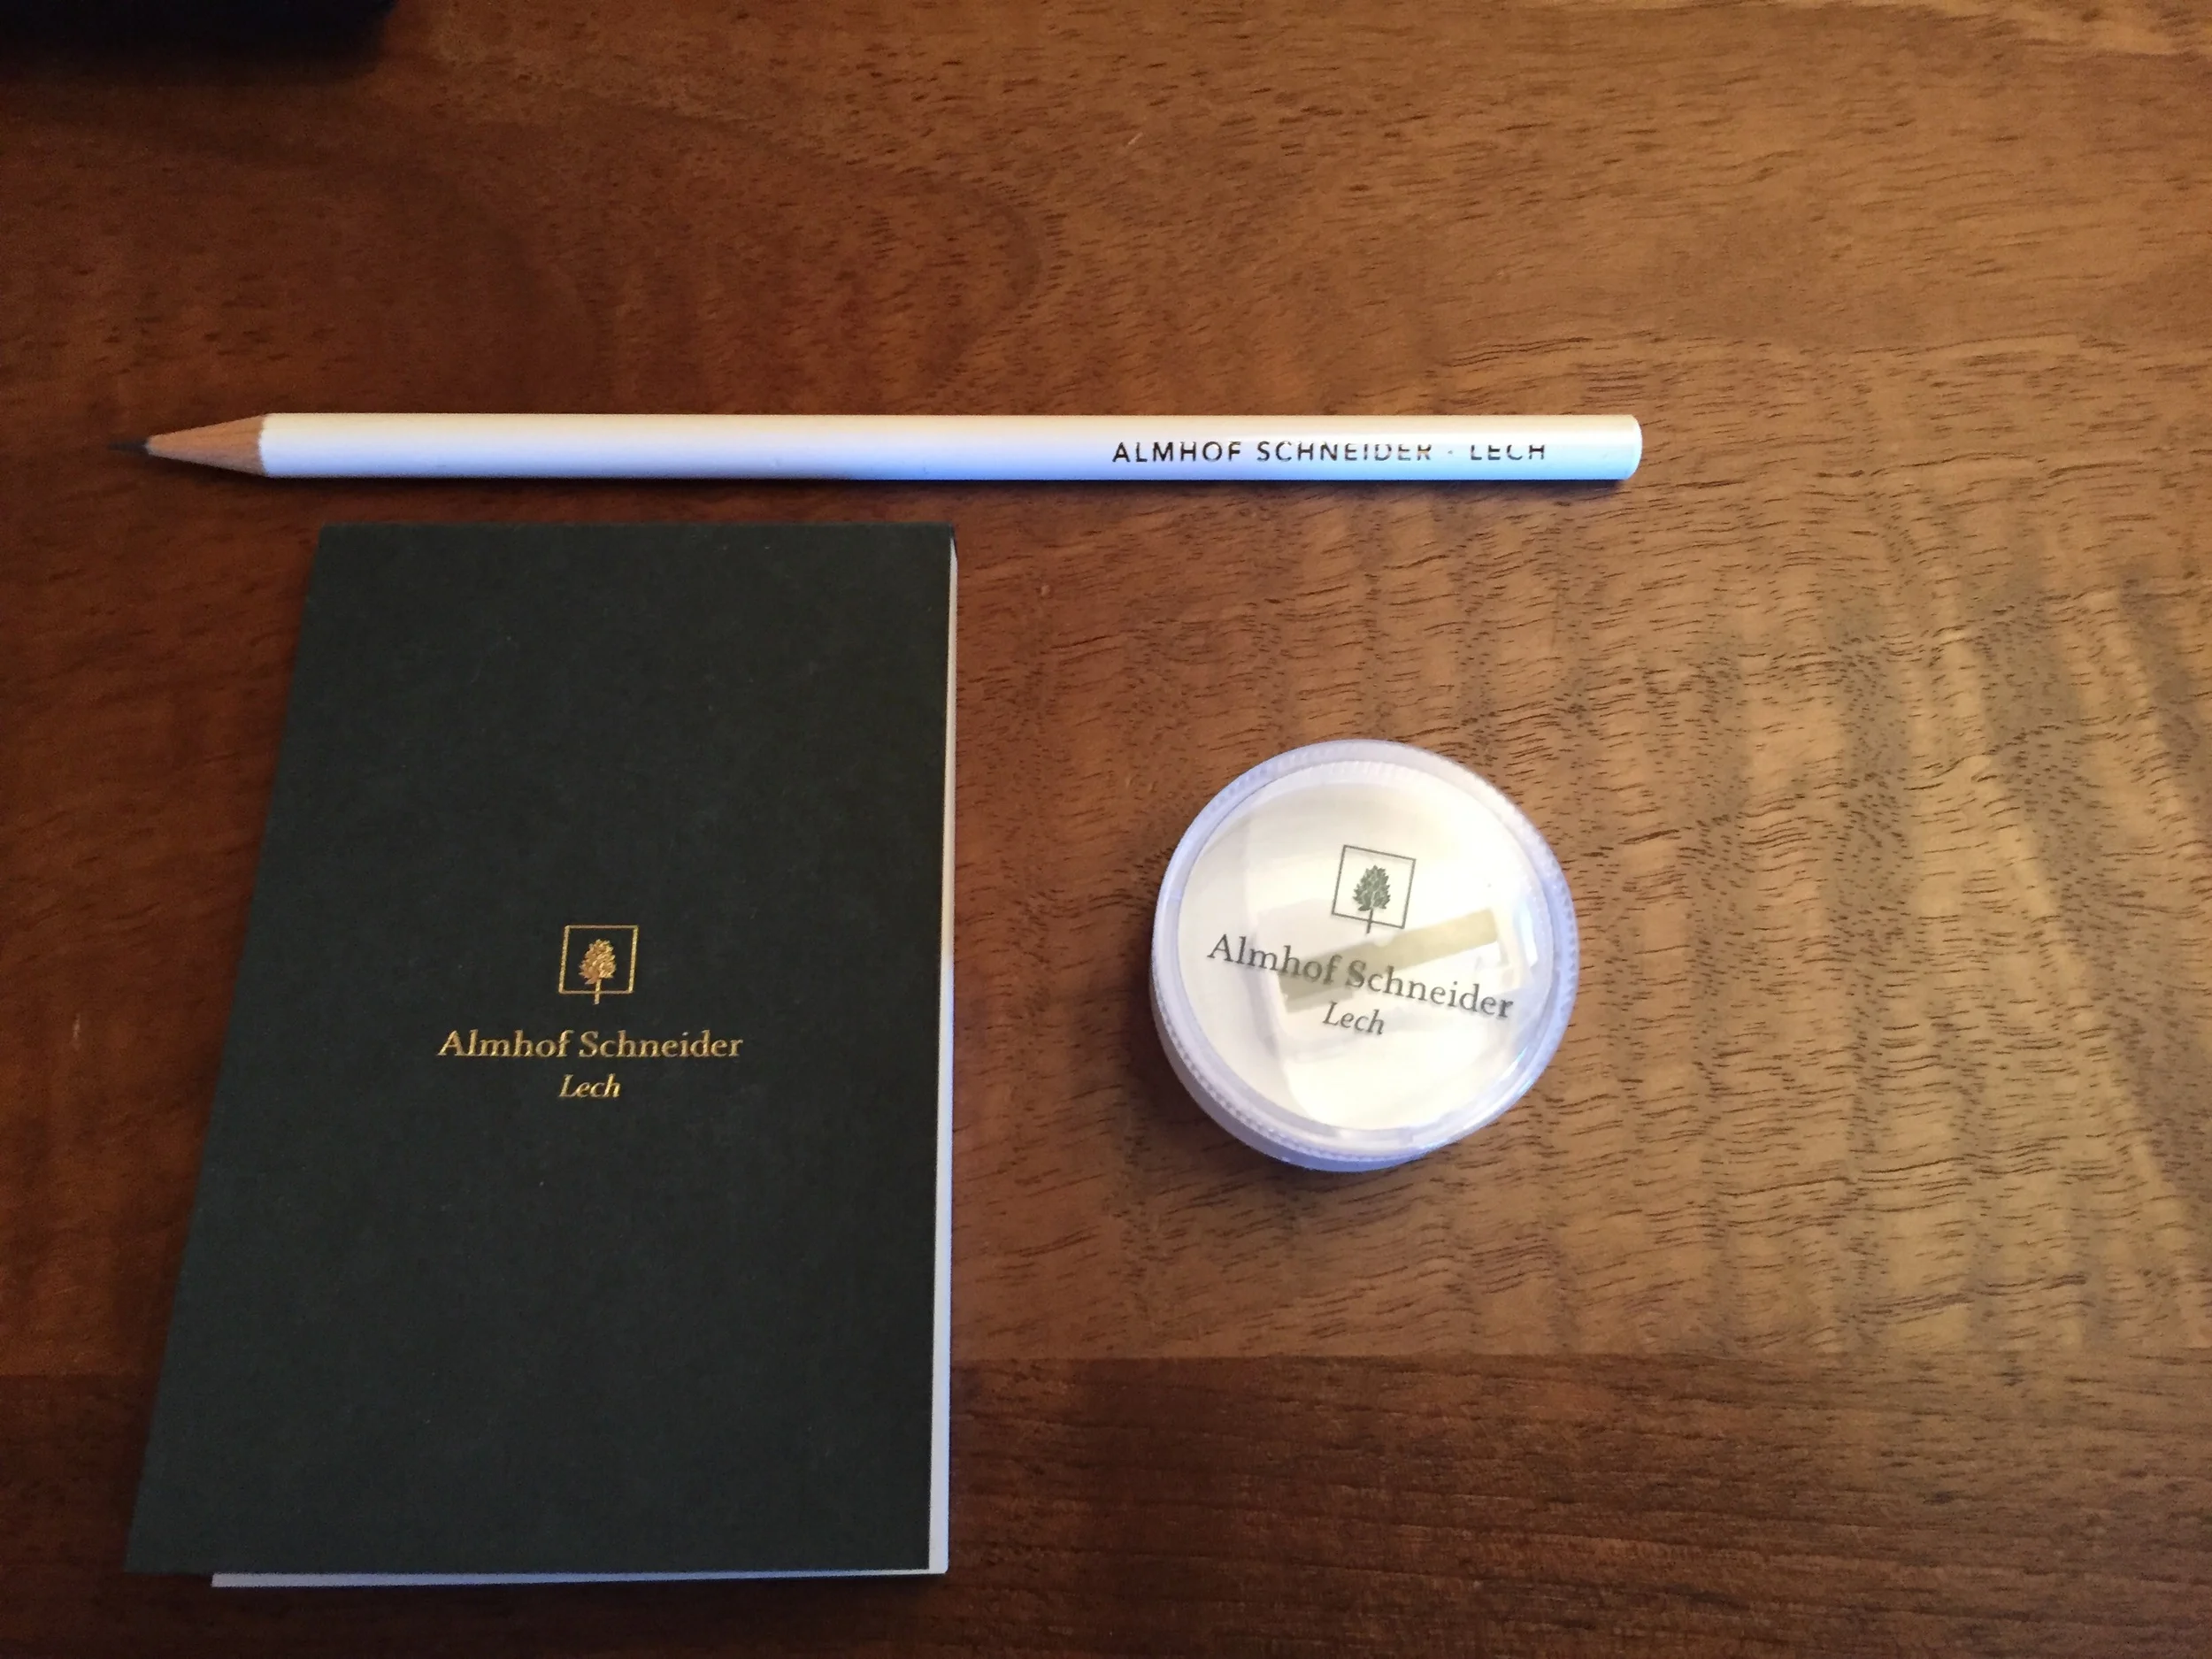 ALMHOF SCHNEIDER · LECH
Almhof Schneider
Lech
Almhof Schneider
Lech